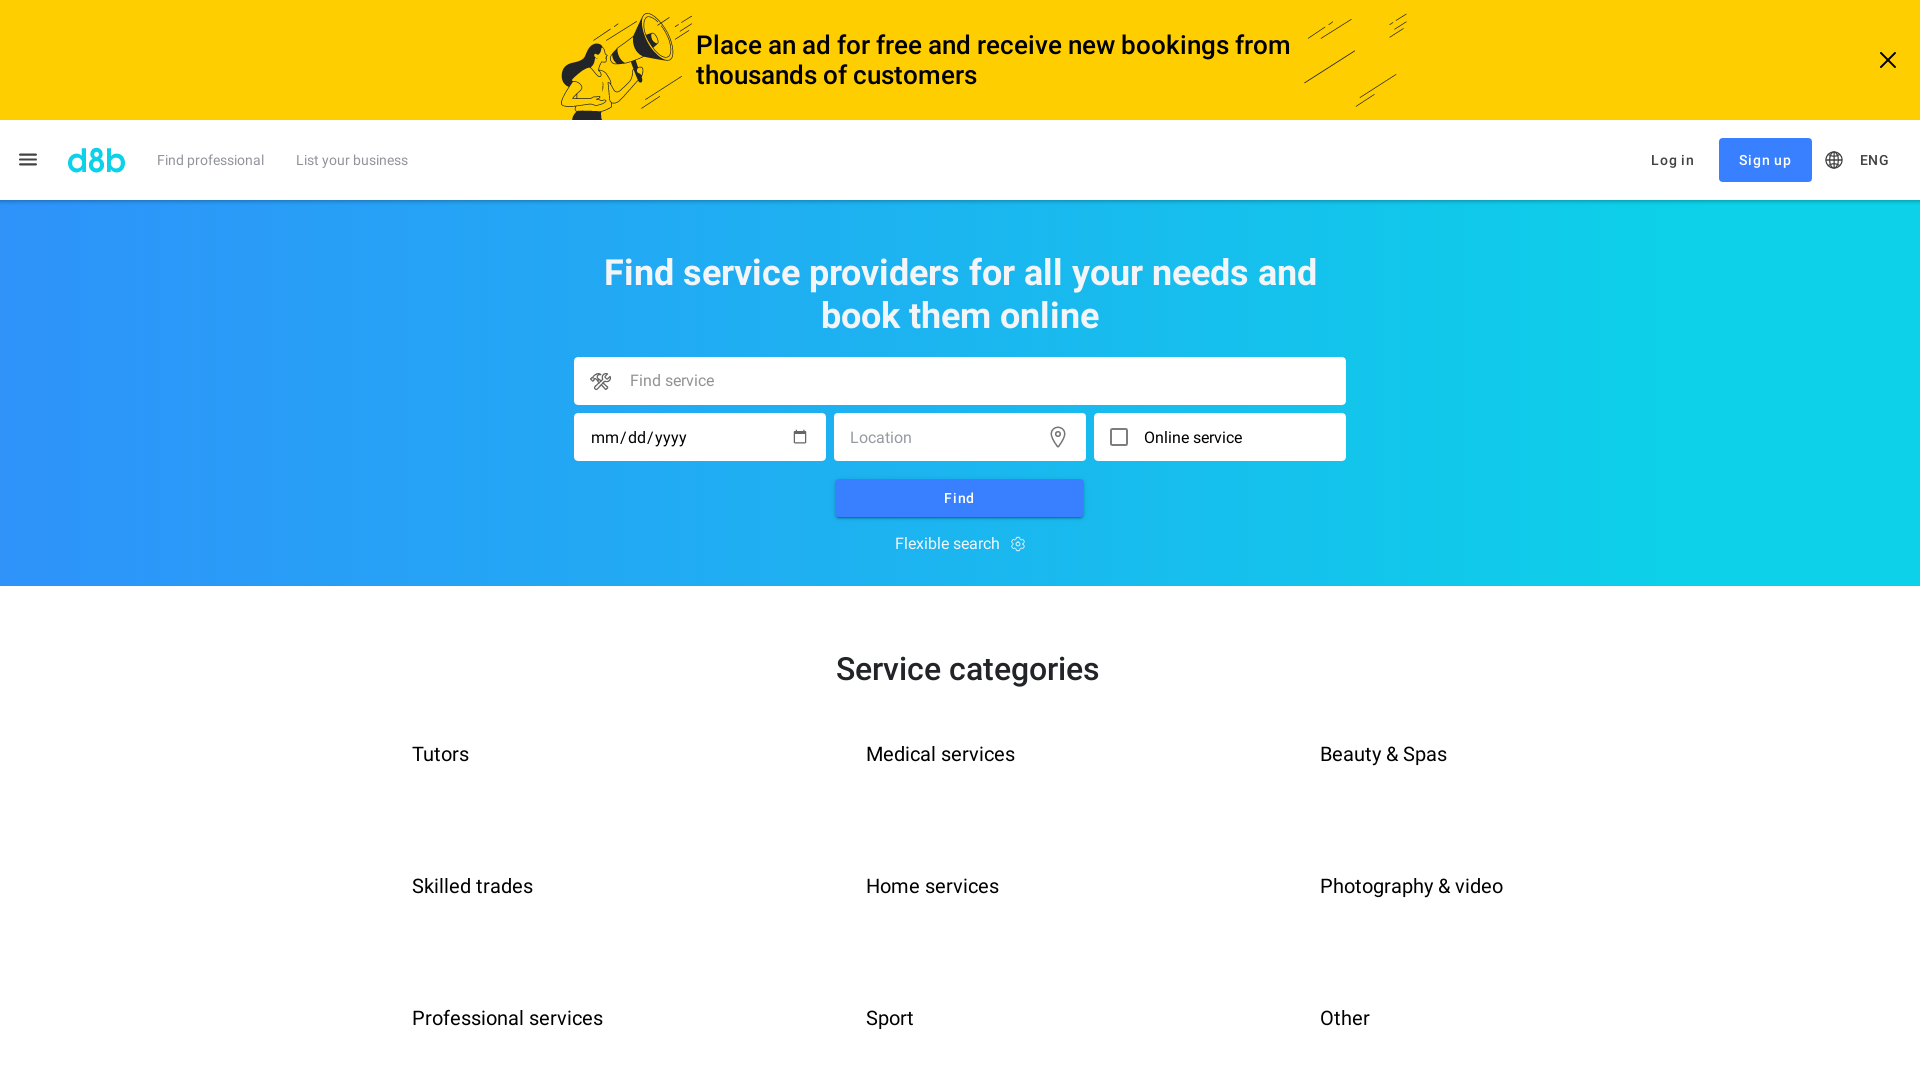 Place an ad for free and receive new bookings from
thousands of customers
d8b
Find professional
List your business
Log in
Sign up
ENG
Find service providers for all your needs and
book them online
Find service
mm/dd/yyyy
Location
Online service
Find
Flexible search
Service categories
Tutors
Medical services
Beauty & Spas
Skilled trades
Home services
Photography & video
Professional services
Sport
Other